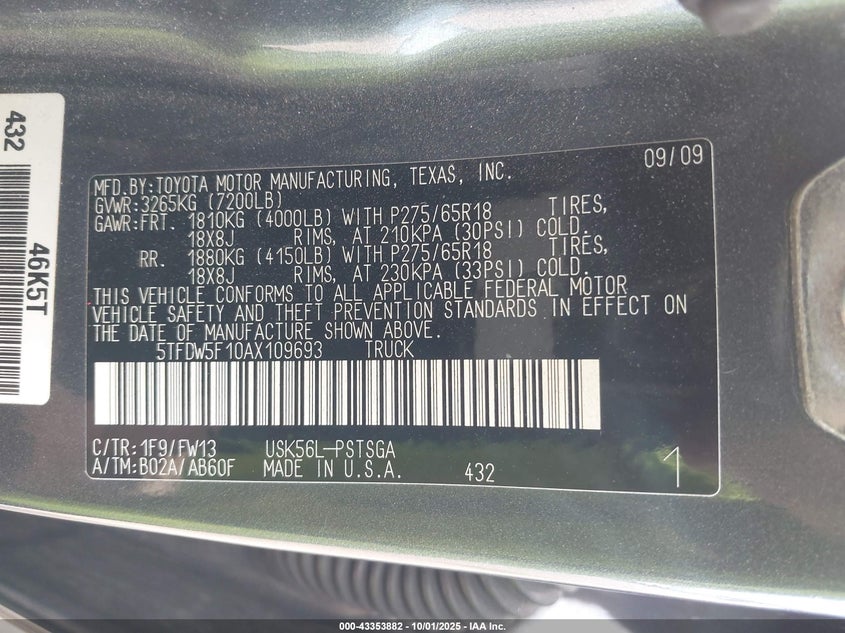 432
46K5T
09/09
MFD.BY:TOYOTA MOTOR MANUFACTURING, TEXAS, INC.
GVWR:3265KG (7200LB)
GAWR:FRT. 1810KG (4000LB) WITH P275/65R18 TIRES,
18X8J RIMS, AT 210KPA (30PSI) COLD.
RR. 1880KG (4150LB) WITH P275/65R18 TIRES,
18X8J RIMS, AT 230KPA (33PSI) COLD.
THIS VEHICLE CONFORMS TO ALL APPLICABLE FEDERAL MOTOR
VEHICLE SAFETY AND THEFT PREVENTION STANDARDS IN EFFECT ON
THE DATE OF MANUFACTURE SHOWN ABOVE.
5TFDW5F10AX109693 TRUCK
C/TR:1F9/FW13 USK56L-PSTSGA
A/TM:B02A/AB60F MADE IN U.S.A. 432 1
000-43353882 - 10/01/2025 - IAA Inc.